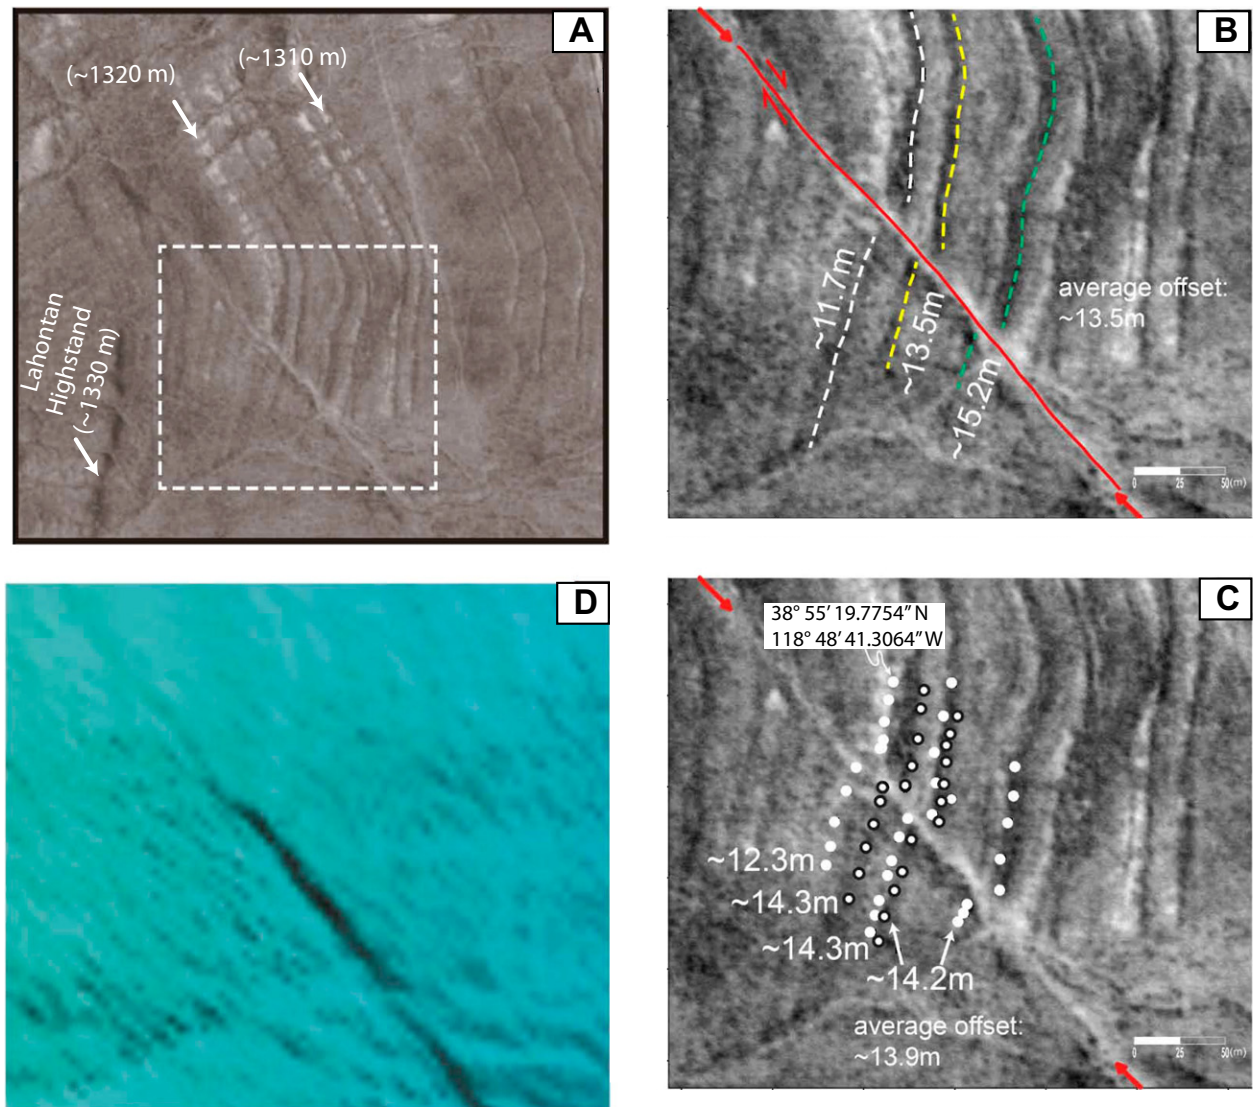 A
(~1320 m)
(~1310 m)
Lahontan
Highstand
(~1330 m)
B
~11.7m
~13.5m
~15.2m
average offset:
~13.5m
0 25 50(m)
D
C
38° 55′ 19.7754″ N
118° 48′ 41.3064″ W
~12.3m
~14.3m
~14.3m
~14.2m
average offset:
~13.9m
0 25 50(m)